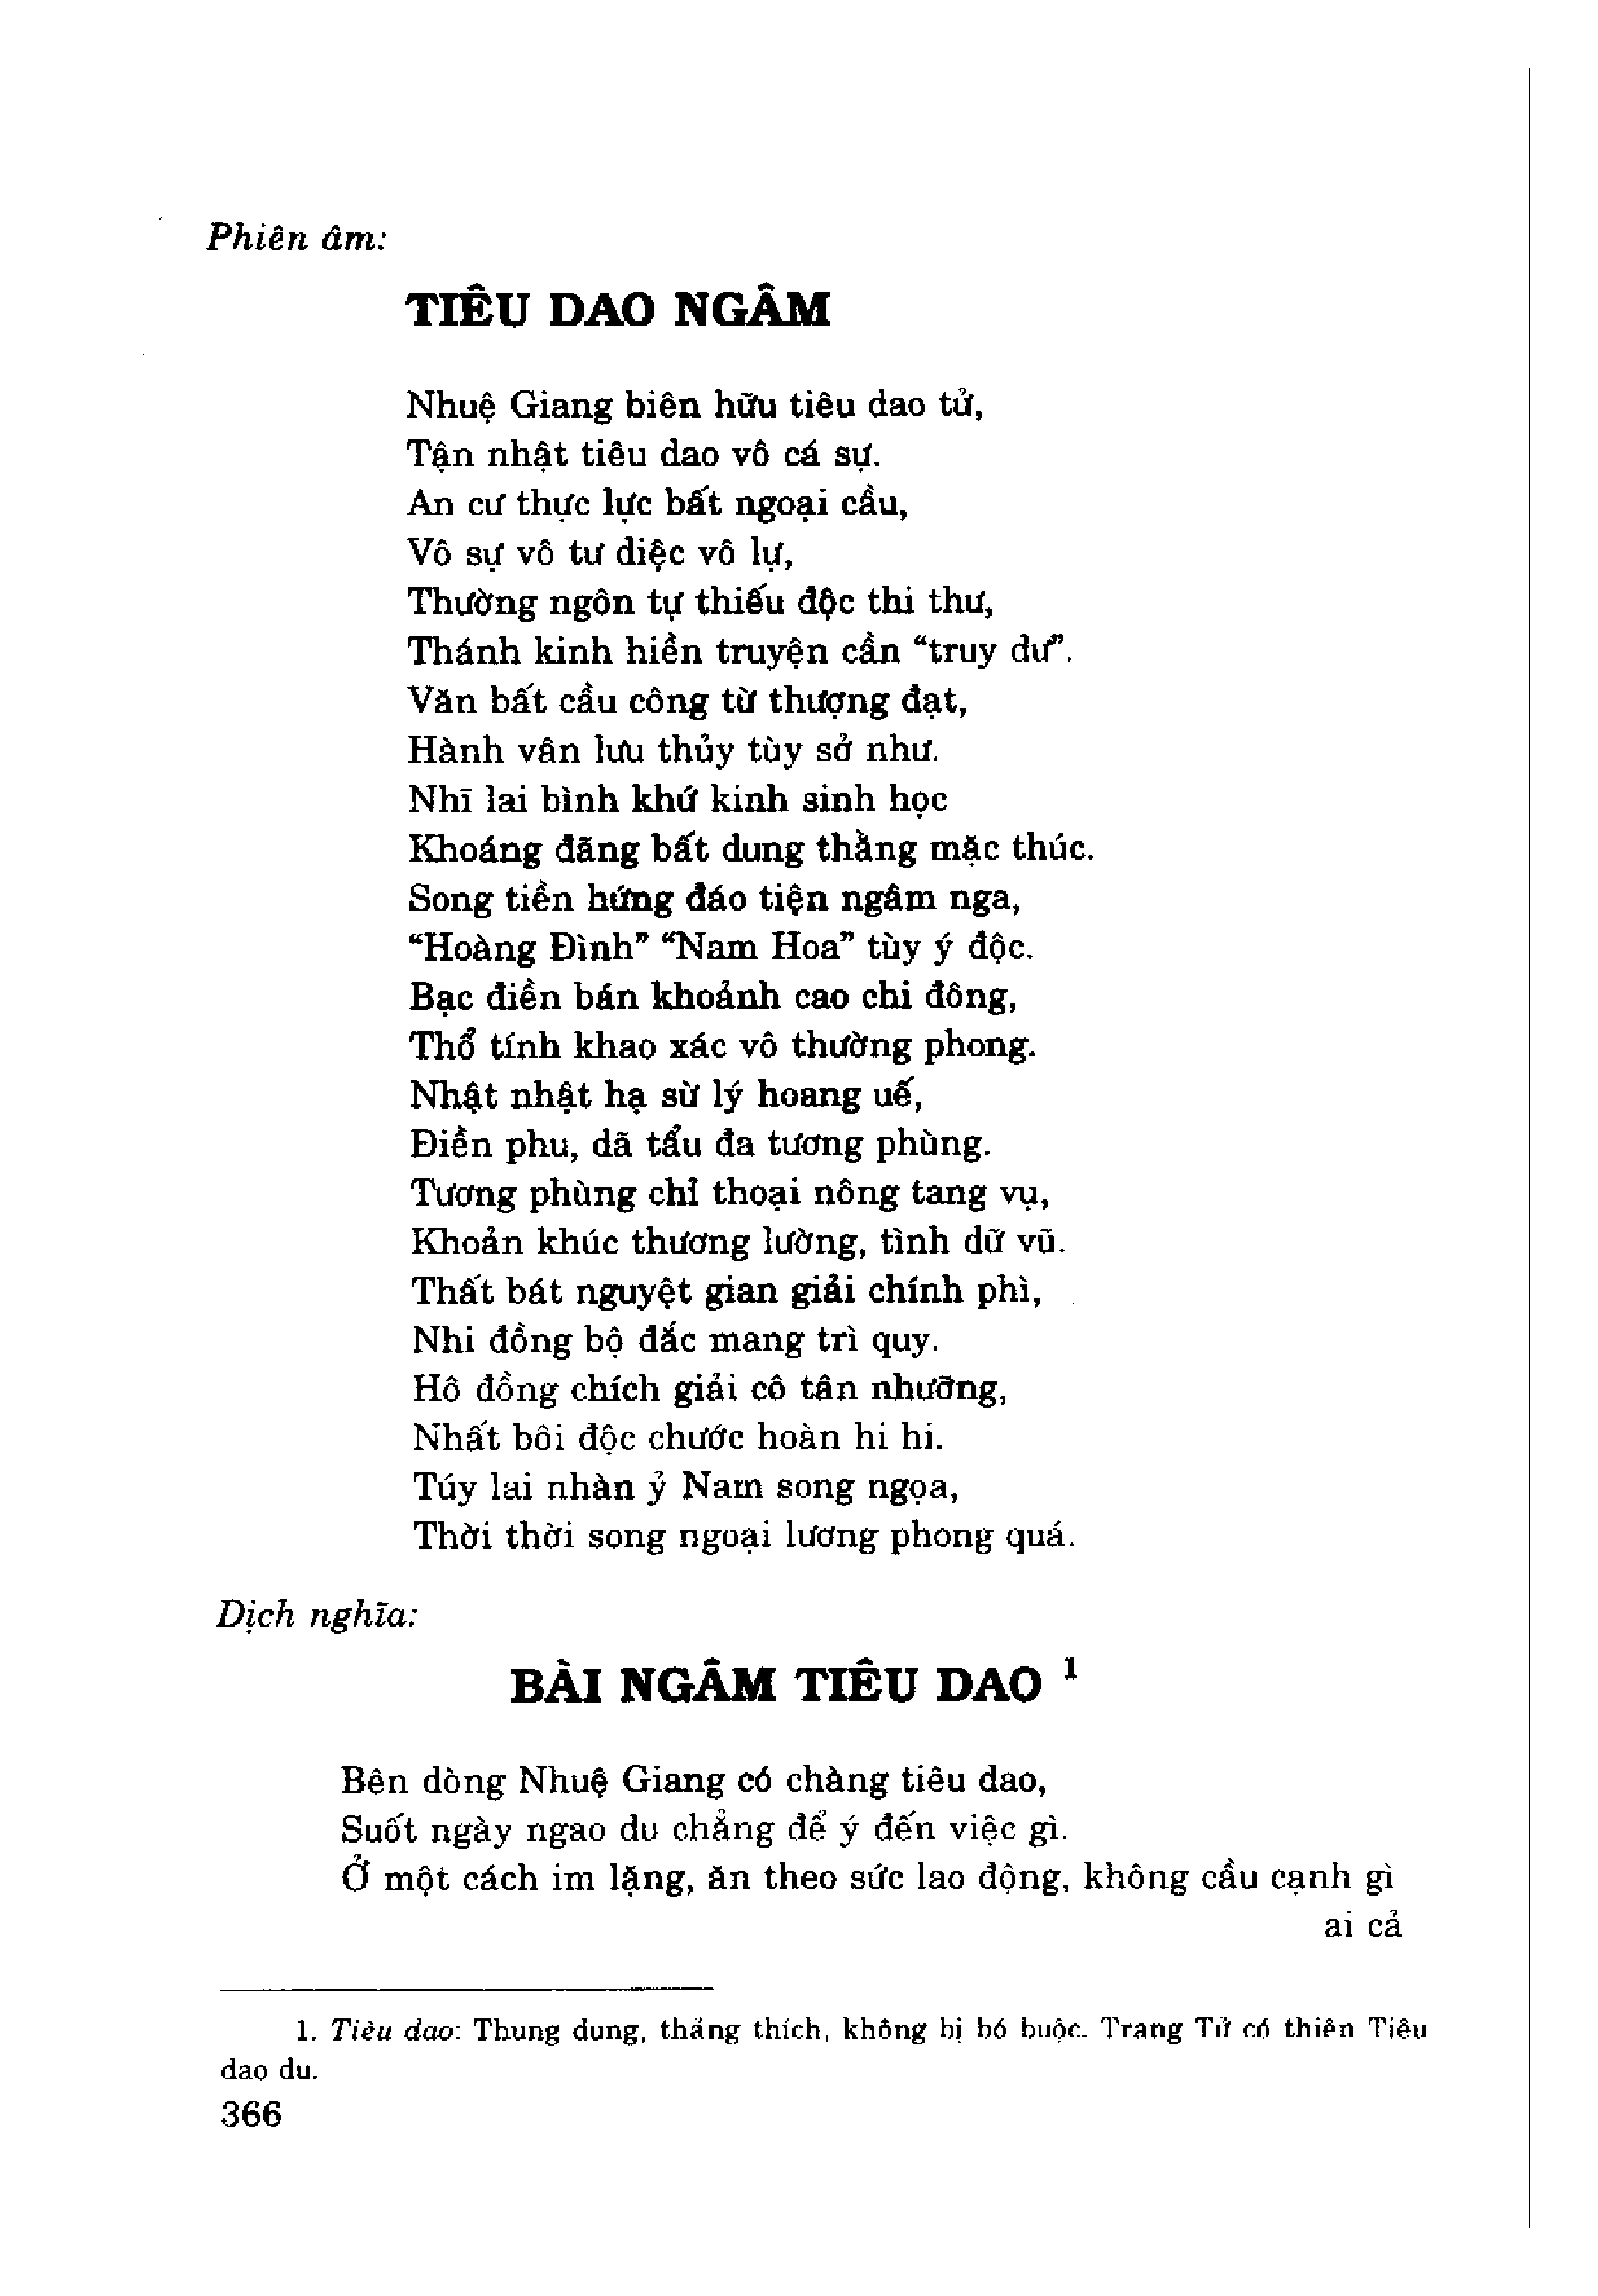 Phiên âm:
TIÊU DAO NGÂM
Nhuệ Giang biên hữu tiêu dao tử,
Tận nhật tiêu dao vô cá sự.
An cư thực lực bất ngoại cầu,
Vô sự vô tư diệc vô lự,
Thường ngôn tự thiếu độc thi thư,
Thánh kinh hiền truyện cần “truy dư”.
Văn bất cầu công từ thượng đạt,
Hành vân lưu thủy tùy sở như.
Nhĩ lai bình khứ kinh sinh học
Khoáng đãng bất dung thằng mặc thúc.
Song tiền hứng đáo tiện ngâm nga,
“Hoàng Đình” “Nam Hoa” tùy ý độc.
Bạc điền bán khoảnh cao chi đông,
Thổ tính khao xác vô thường phong.
Nhật nhật hạ sừ lý hoang uế,
Điền phu, dã tẩu đa tương phùng.
Tương phùng chỉ thoại nông tang vụ,
Khoản khúc thương lường, tình dữ vũ.
Thất bát nguyệt gian giải chính phì,
Nhi đồng bộ đắc mang trì quy.
Hô đồng chích giải cô tân nhưỡng,
Nhất bôi độc chước hoàn hi hi.
Túy lai nhàn ỷ Nam song ngọa,
Thời thời song ngoại lương phong quá.
Dịch nghĩa:
BÀI NGÂM TIÊU DAO ¹
Bên dòng Nhuệ Giang có chàng tiêu dao,
Suốt ngày ngao du chẳng để ý đến việc gì.
Ở một cách im lặng, ăn theo sức lao động, không cầu cạnh gì
ai cả
1. Tiêu dao: Thung dung, thảng thích, không bị bó buộc. Trang Tử có thiên Tiêu
dao du.
366